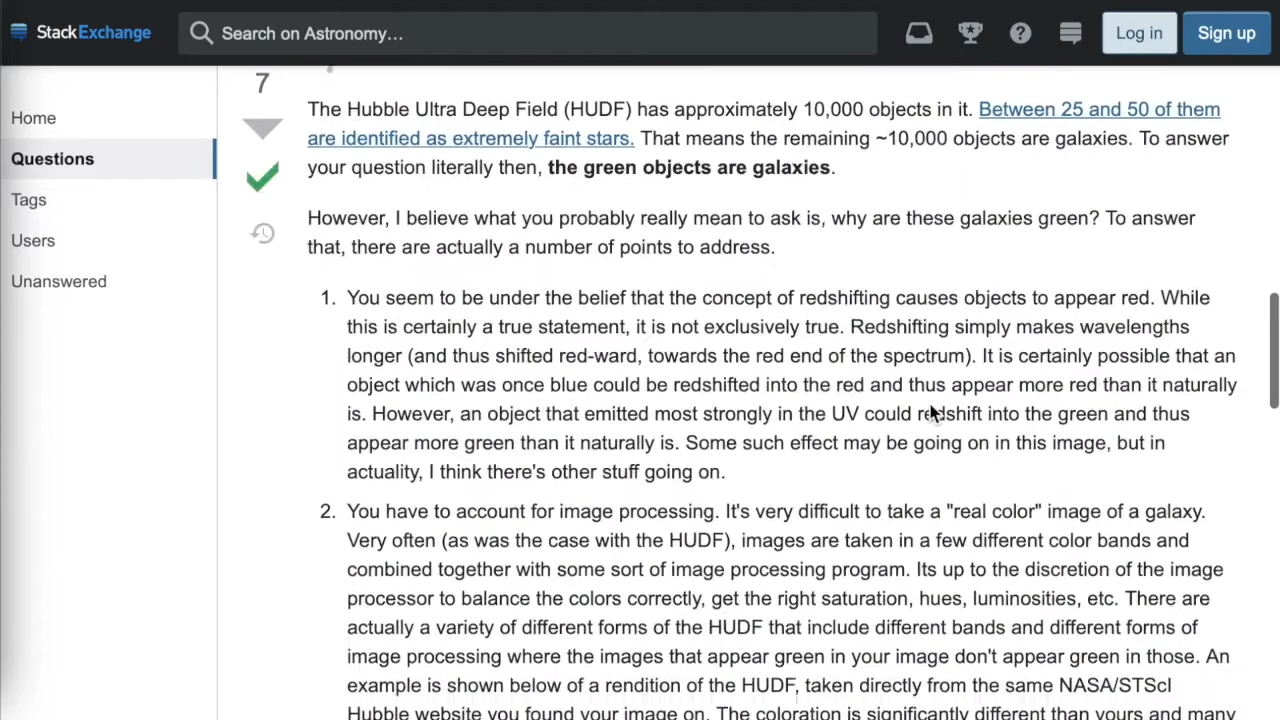 StackExchange
Search on Astronomy...
Log in
Sign up
Home
Questions
Tags
Users
Unanswered
7
The Hubble Ultra Deep Field (HUDF) has approximately 10,000 objects in it. Between 25 and 50 of them
are identified as extremely faint stars. That means the remaining ~10,000 objects are galaxies. To answer
your question literally then, the green objects are galaxies.
However, I believe what you probably really mean to ask is, why are these galaxies green? To answer
that, there are actually a number of points to address.
1. You seem to be under the belief that the concept of redshifting causes objects to appear red. While
this is certainly a true statement, it is not exclusively true. Redshifting simply makes wavelengths
longer (and thus shifted red-ward, towards the red end of the spectrum). It is certainly possible that an
object which was once blue could be redshifted into the red and thus appear more red than it naturally
is. However, an object that emitted most strongly in the UV could redshift into the green and thus
appear more green than it naturally is. Some such effect may be going on in this image, but in
actuality, I think there's other stuff going on.
2. You have to account for image processing. It's very difficult to take a "real color" image of a galaxy.
Very often (as was the case with the HUDF), images are taken in a few different color bands and
combined together with some sort of image processing program. Its up to the discretion of the image
processor to balance the colors correctly, get the right saturation, hues, luminosities, etc. There are
actually a variety of different forms of the HUDF that include different bands and different forms of
image processing where the images that appear green in your image don't appear green in those. An
example is shown below of a rendition of the HUDF, taken directly from the same NASA/STScI
Hubble website you found your image on. The coloration is significantly different than yours and many